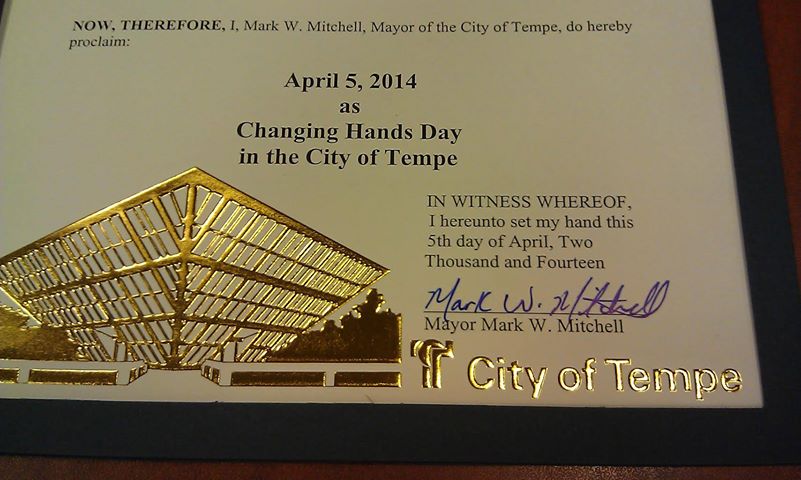 NOW, THEREFORE, I, Mark W. Mitchell, Mayor of the City of Tempe, do hereby
proclaim:
April 5, 2014
as
Changing Hands Day
in the City of Tempe
IN WITNESS WHEREOF,
I hereunto set my hand this
5th day of April, Two
Thousand and Fourteen
Mark W. Mitchell
Mayor Mark W. Mitchell
City of Tempe